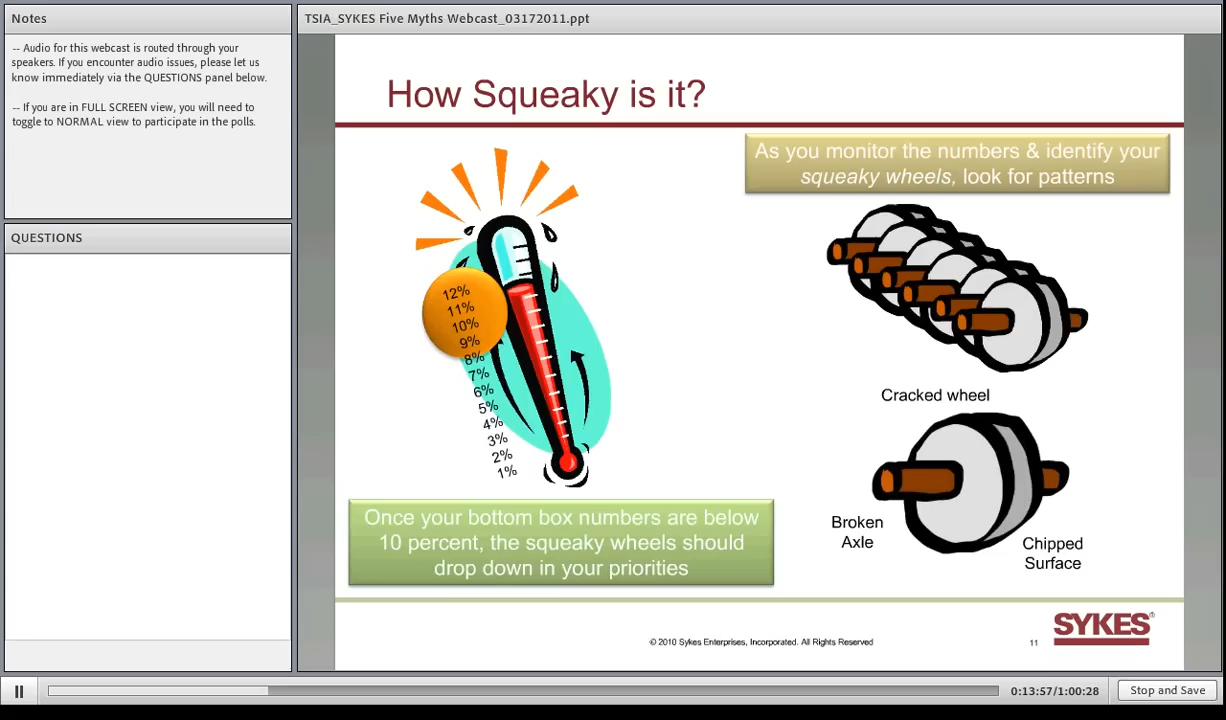 Notes
-- Audio for this webcast is routed through your
speakers. If you encounter audio issues, please let us
know immediately via the QUESTIONS panel below.
-- If you are in FULL SCREEN view, you will need to
toggle to NORMAL view to participate in the polls.
QUESTIONS
TSIA_SYKES Five Myths Webcast_03172011.ppt
How Squeaky is it?
As you monitor the numbers & identify your
squeaky wheels, look for patterns
12%
11%
10%
9%
8%
7%
6%
5%
4%
3%
2%
1%
Cracked wheel
Broken
Axle
Chipped
Surface
Once your bottom box numbers are below
10 percent, the squeaky wheels should
drop down in your priorities
© 2010 Sykes Enterprises, Incorporated. All Rights Reserved
11
SYKES®
0:13:57/1:00:28
Stop and Save